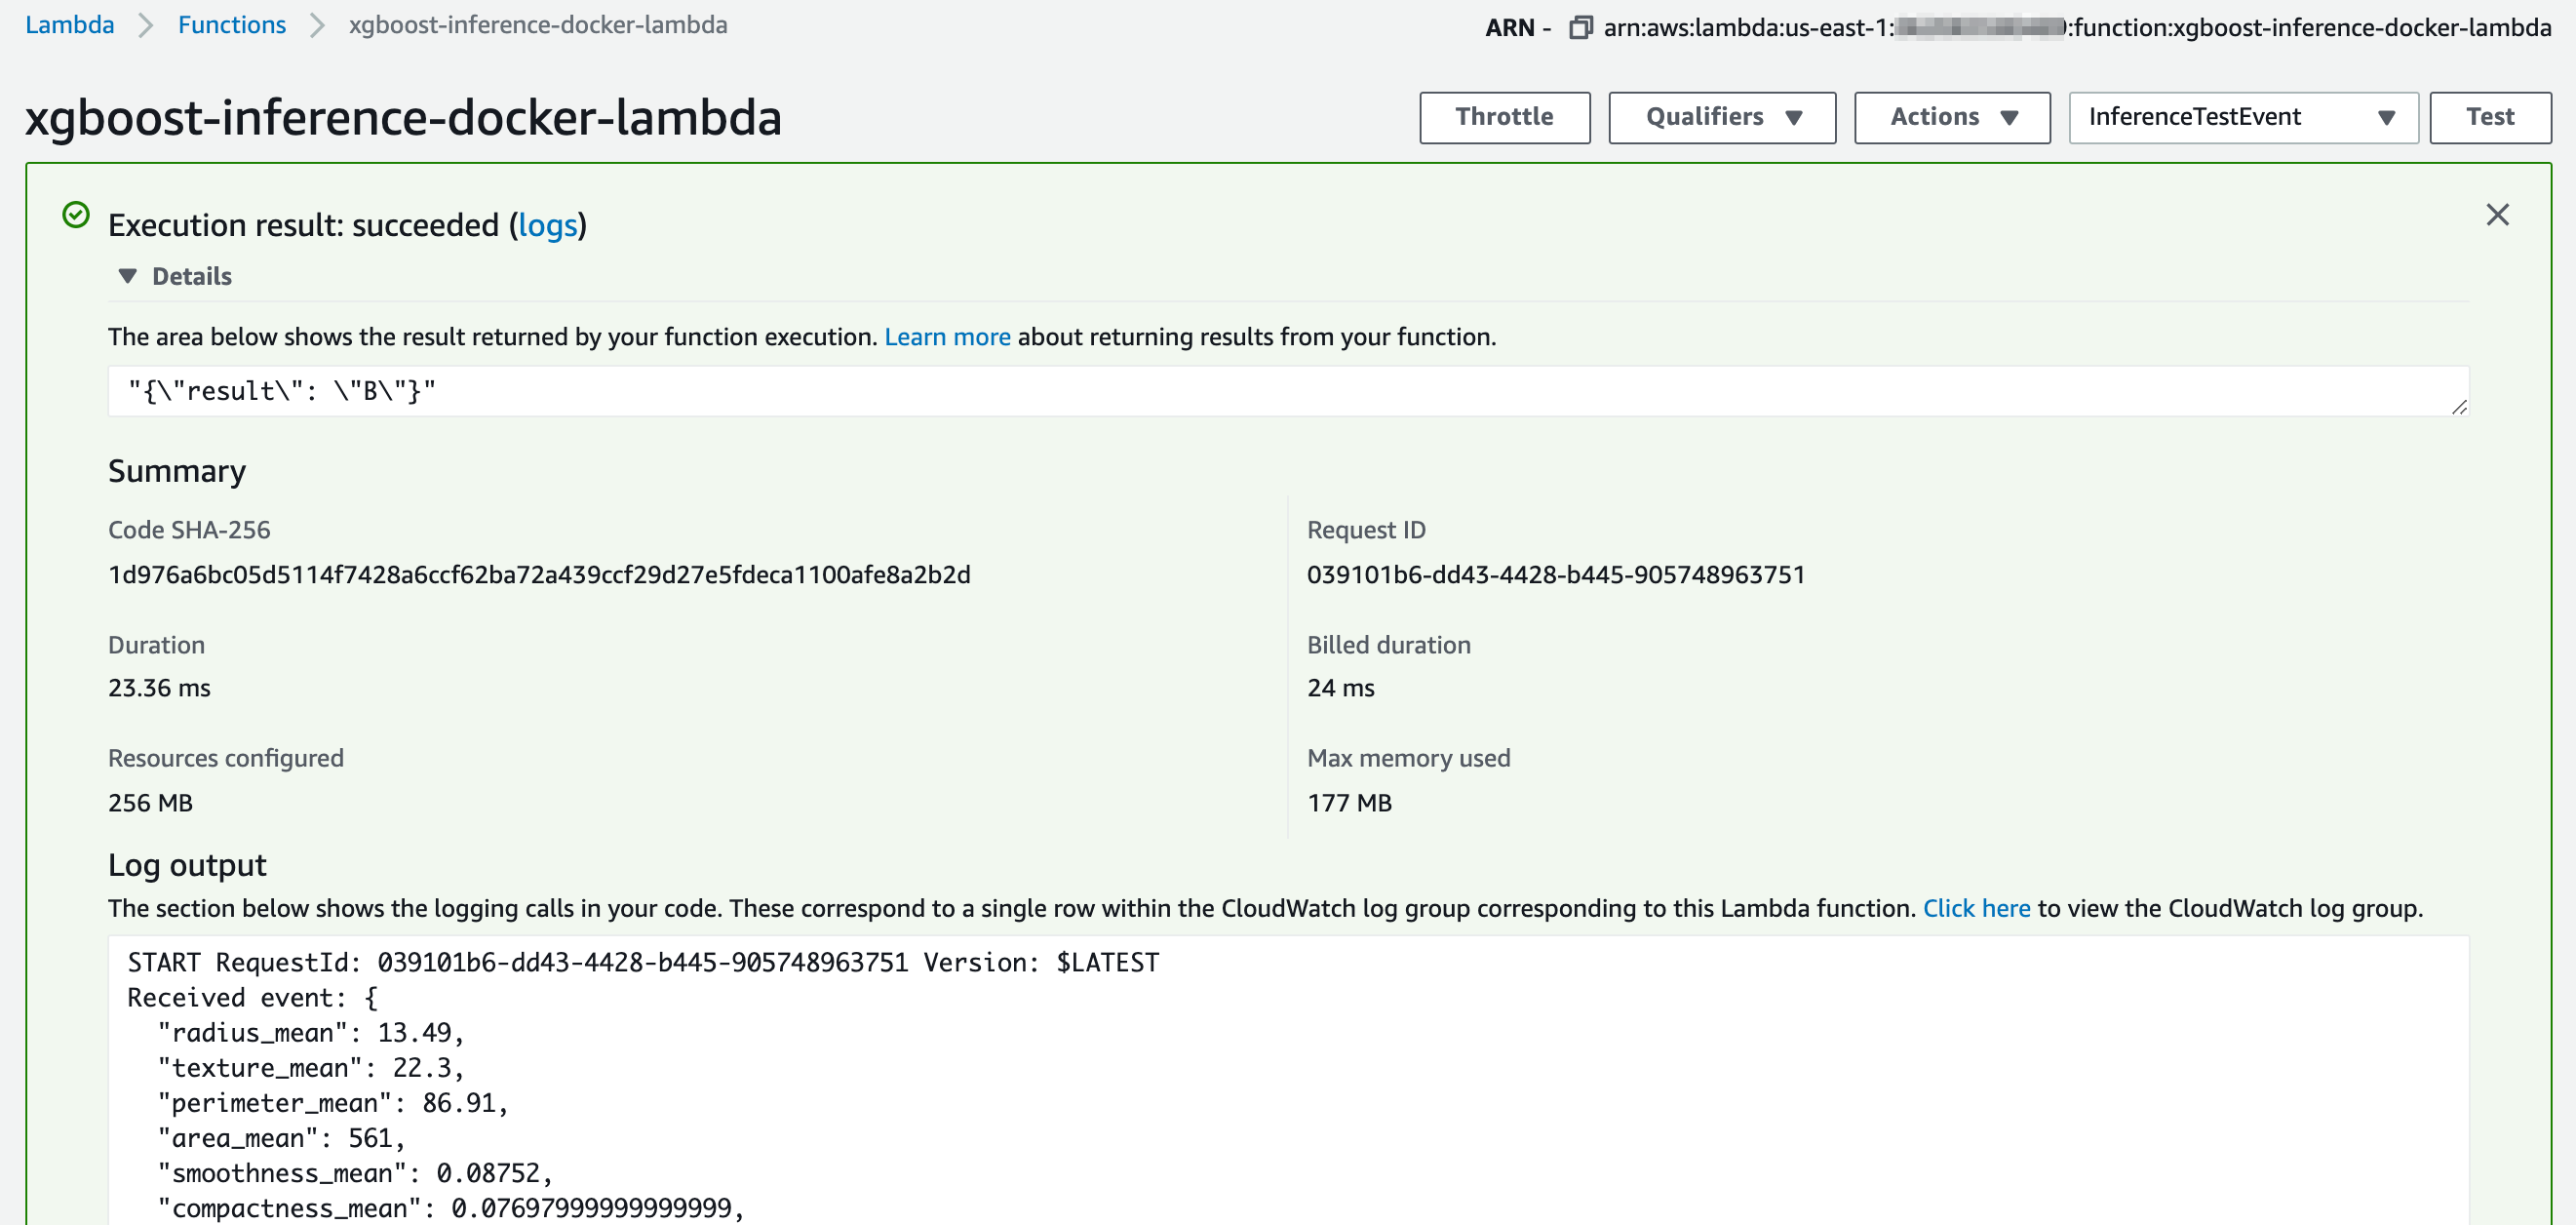 Lambda Functions xgboost-inference-docker-lambda
ARN - arn:aws:lambda:us-east-1: :function:xgboost-inference-docker-lambda
xgboost-inference-docker-lambda
Throttle Qualifiers Actions InferenceTestEvent Test
Execution result: succeeded (logs)
Details
The area below shows the result returned by your function execution. Learn more about returning results from your function.
"{\"result\": \"B\"}"
Summary
Code SHA-256
1d976a6bc05d5114f7428a6ccf62ba72a439ccf29d27e5fdeca1100afe8a2b2d
Request ID
039101b6-dd43-4428-b445-905748963751
Duration
23.36 ms
Billed duration
24 ms
Resources configured
256 MB
Max memory used
177 MB
Log output
The section below shows the logging calls in your code. These correspond to a single row within the CloudWatch log group corresponding to this Lambda function. Click here to view the CloudWatch log group.
START RequestId: 039101b6-dd43-4428-b445-905748963751 Version: $LATEST
Received event: {
"radius_mean": 13.49,
"texture_mean": 22.3,
"perimeter_mean": 86.91,
"area_mean": 561,
"smoothness_mean": 0.08752,
"compactness_mean": 0.07697999999999999,